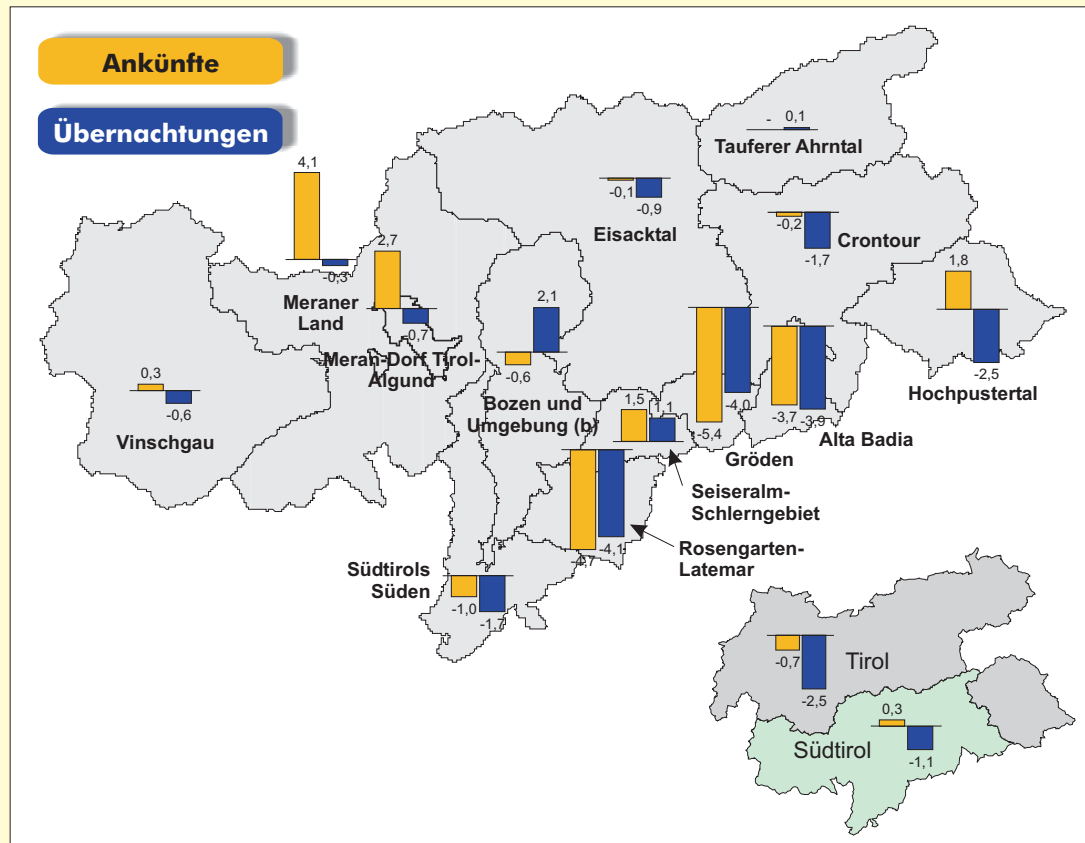 Ankünfte
Übernachtungen
- 0,1
Tauferer Ahrntal
4,1
-0,3
Meraner
Land
2,7
-0,7
Meran-Dorf Tirol-
Algund
-0,1
-0,9
Eisacktal
-0,2
-1,7
Crontour
1,8
-2,5
Hochpustertal
2,1
-0,6
Bozen und
Umgebung (b)
0,3
-0,6
Vinschgau
1,5
1,1
-5,4
-4,0
Gröden
-3,7
-3,9
Alta Badia
Seiseralm-
Schlerngebiet
-4,7
-4,1
Rosengarten-
Latemar
Südtirols
Süden
-1,0
-1,7
-0,7
-2,5
Tirol
0,3
-1,1
Südtirol